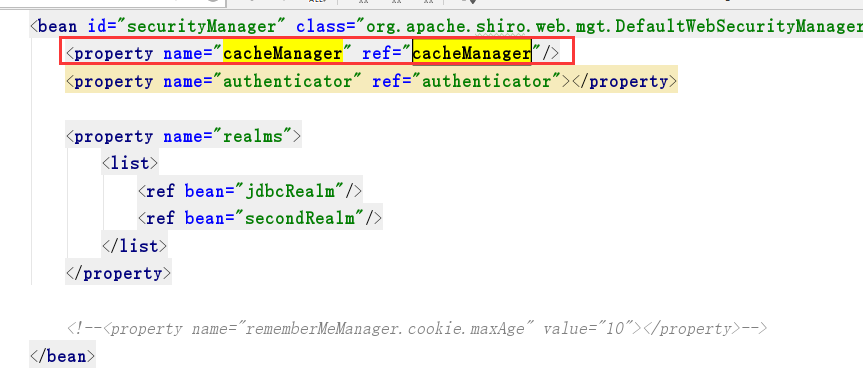 <bean id="securityManager" class="org.apache.shiro.web.mgt.DefaultWebSecurityManager
<property name="cacheManager" ref="cacheManager"/>
<property name="authenticator" ref="authenticator"></property>
<property name="realms">
<list>
<ref bean="jdbcRealm"/>
<ref bean="secondRealm"/>
</list>
</property>
<!--<property name="rememberMeManager.cookie.maxAge" value="10"></property>-->
</bean>